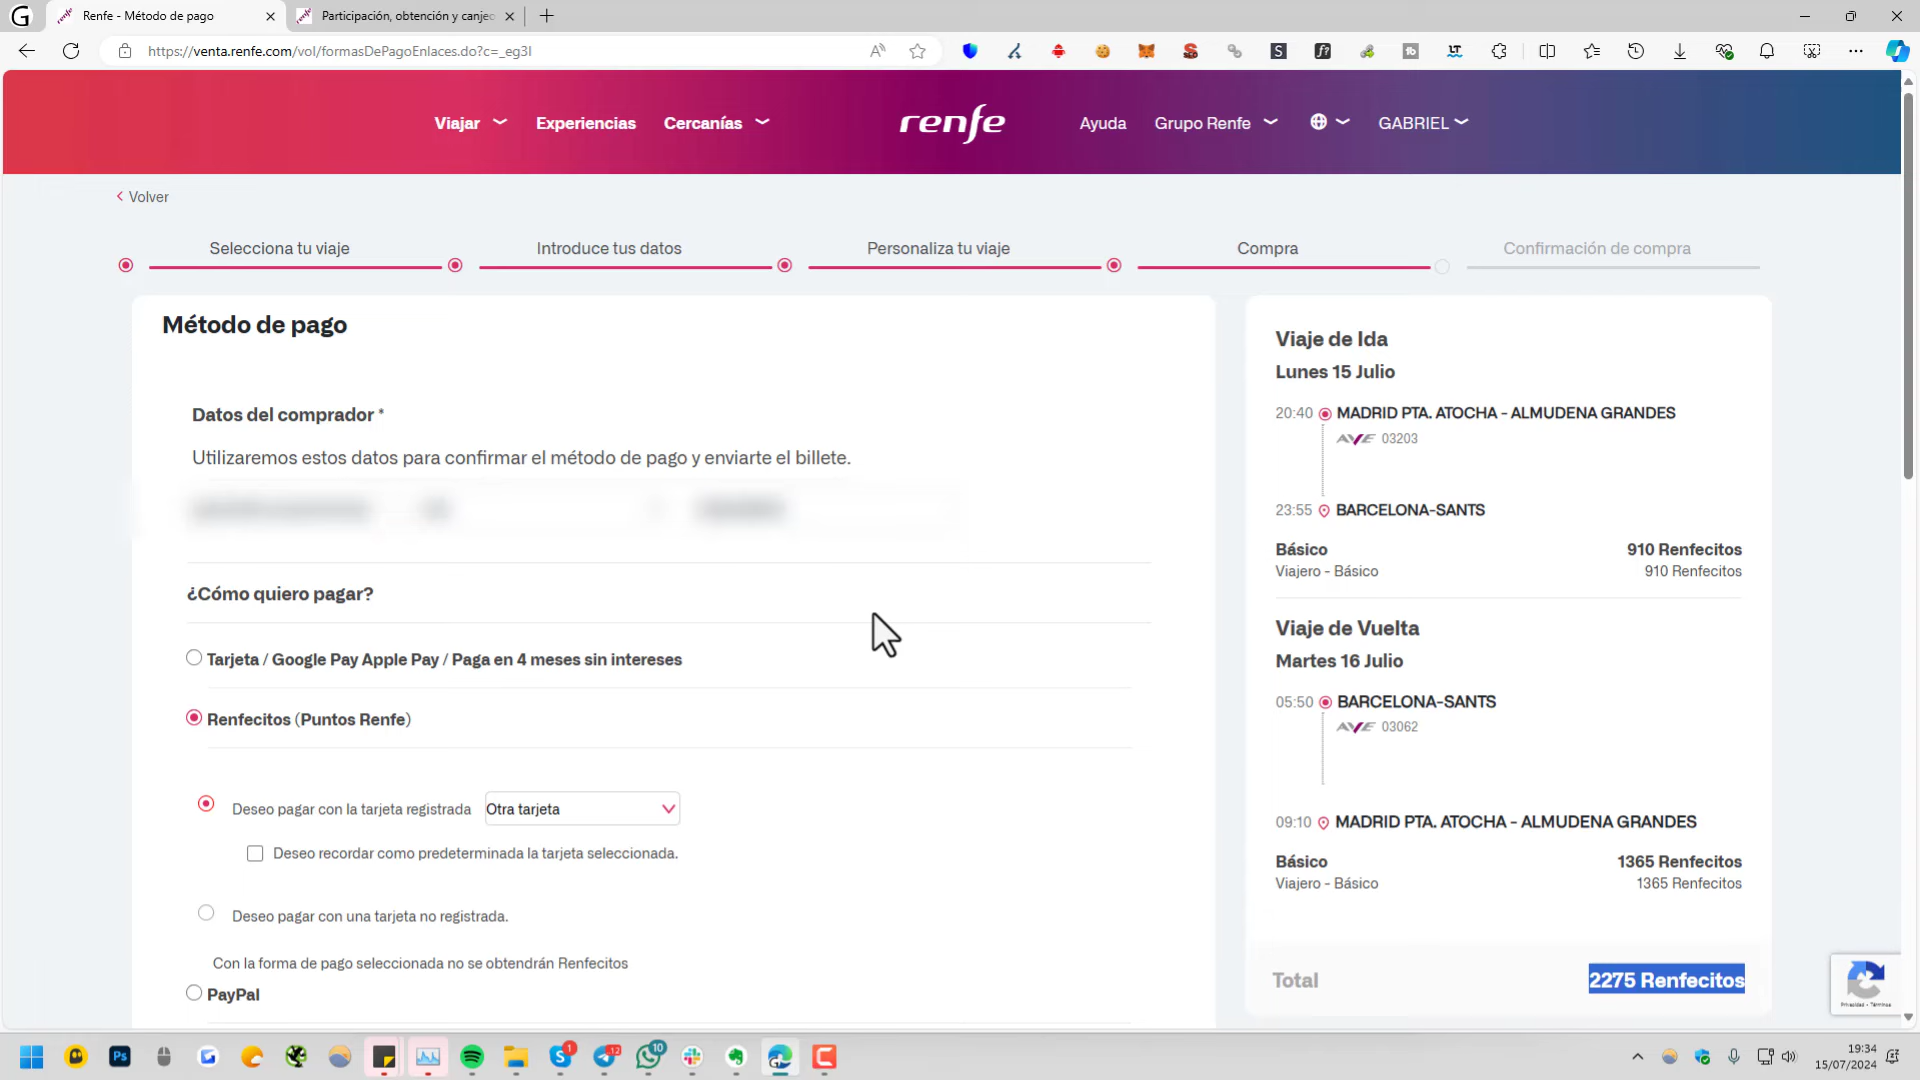 Renfe - Método de pago
Participación, obtención y canjeo
https://venta.renfe.com/vol/formasDePagoEnlaces.do?c=_eg3I
Viajar
Experiencias
Cercanías
renfe
Ayuda
Grupo Renfe
GABRIEL
Volver
Selecciona tu viaje
Introduce tus datos
Personaliza tu viaje
Compra
Confirmación de compra
Método de pago
Datos del comprador *
Utilizaremos estos datos para confirmar el método de pago y enviarte el billete.
¿Cómo quiero pagar?
Tarjeta / Google Pay Apple Pay / Paga en 4 meses sin intereses
Renfecitos (Puntos Renfe)
Deseo pagar con la tarjeta registrada
Otra tarjeta
Deseo recordar como predeterminada la tarjeta seleccionada.
Deseo pagar con una tarjeta no registrada.
Con la forma de pago seleccionada no se obtendrán Renfecitos
PayPal
Viaje de Ida
Lunes 15 Julio
20:40 MADRID PTA. ATOCHA - ALMUDENA GRANDES
AVE 03203
23:55 BARCELONA-SANTS
Básico 910 Renfecitos
Viajero - Básico 910 Renfecitos
Viaje de Vuelta
Martes 16 Julio
05:50 BARCELONA-SANTS
AVE 03062
09:10 MADRID PTA. ATOCHA - ALMUDENA GRANDES
Básico 1365 Renfecitos
Viajero - Básico 1365 Renfecitos
Total 2275 Renfecitos
Privacidad - Términos
19:34
15/07/2024